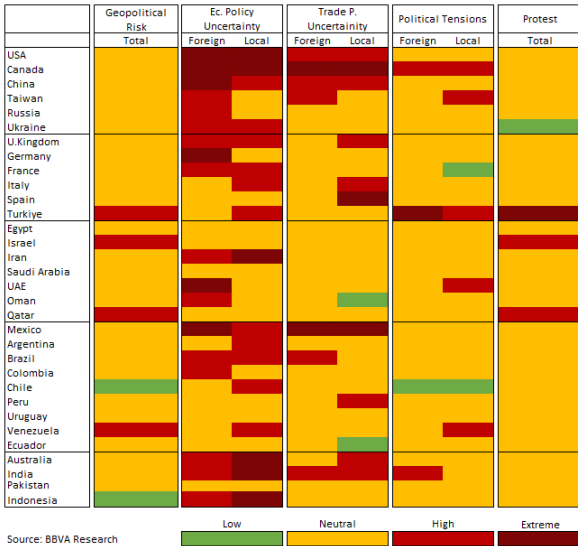 Geopolitical Risk Ec. Policy Uncertainty Trade P. Uncertainty Political Tensions Protest
Total Foreign Local Foreign Local Foreign Local Total
USA
Canada
China
Taiwan
Russia
Ukraine
U.Kingdom
Germany
France
Italy
Spain
Turkiye
Egypt
Israel
Iran
Saudi Arabia
UAE
Oman
Qatar
Mexico
Argentina
Brazil
Colombia
Chile
Peru
Uruguay
Venezuela
Ecuador
Australia
India
Pakistan
Indonesia
Low Neutral High Extreme
Source: BBVA Research